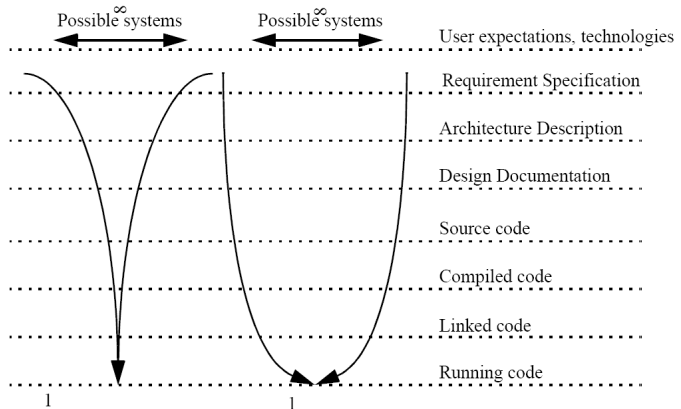 ∞
Possible systems
∞
Possible systems
User expectations, technologies
Requirement Specification
Architecture Description
Design Documentation
Source code
Compiled code
Linked code
Running code
1
1